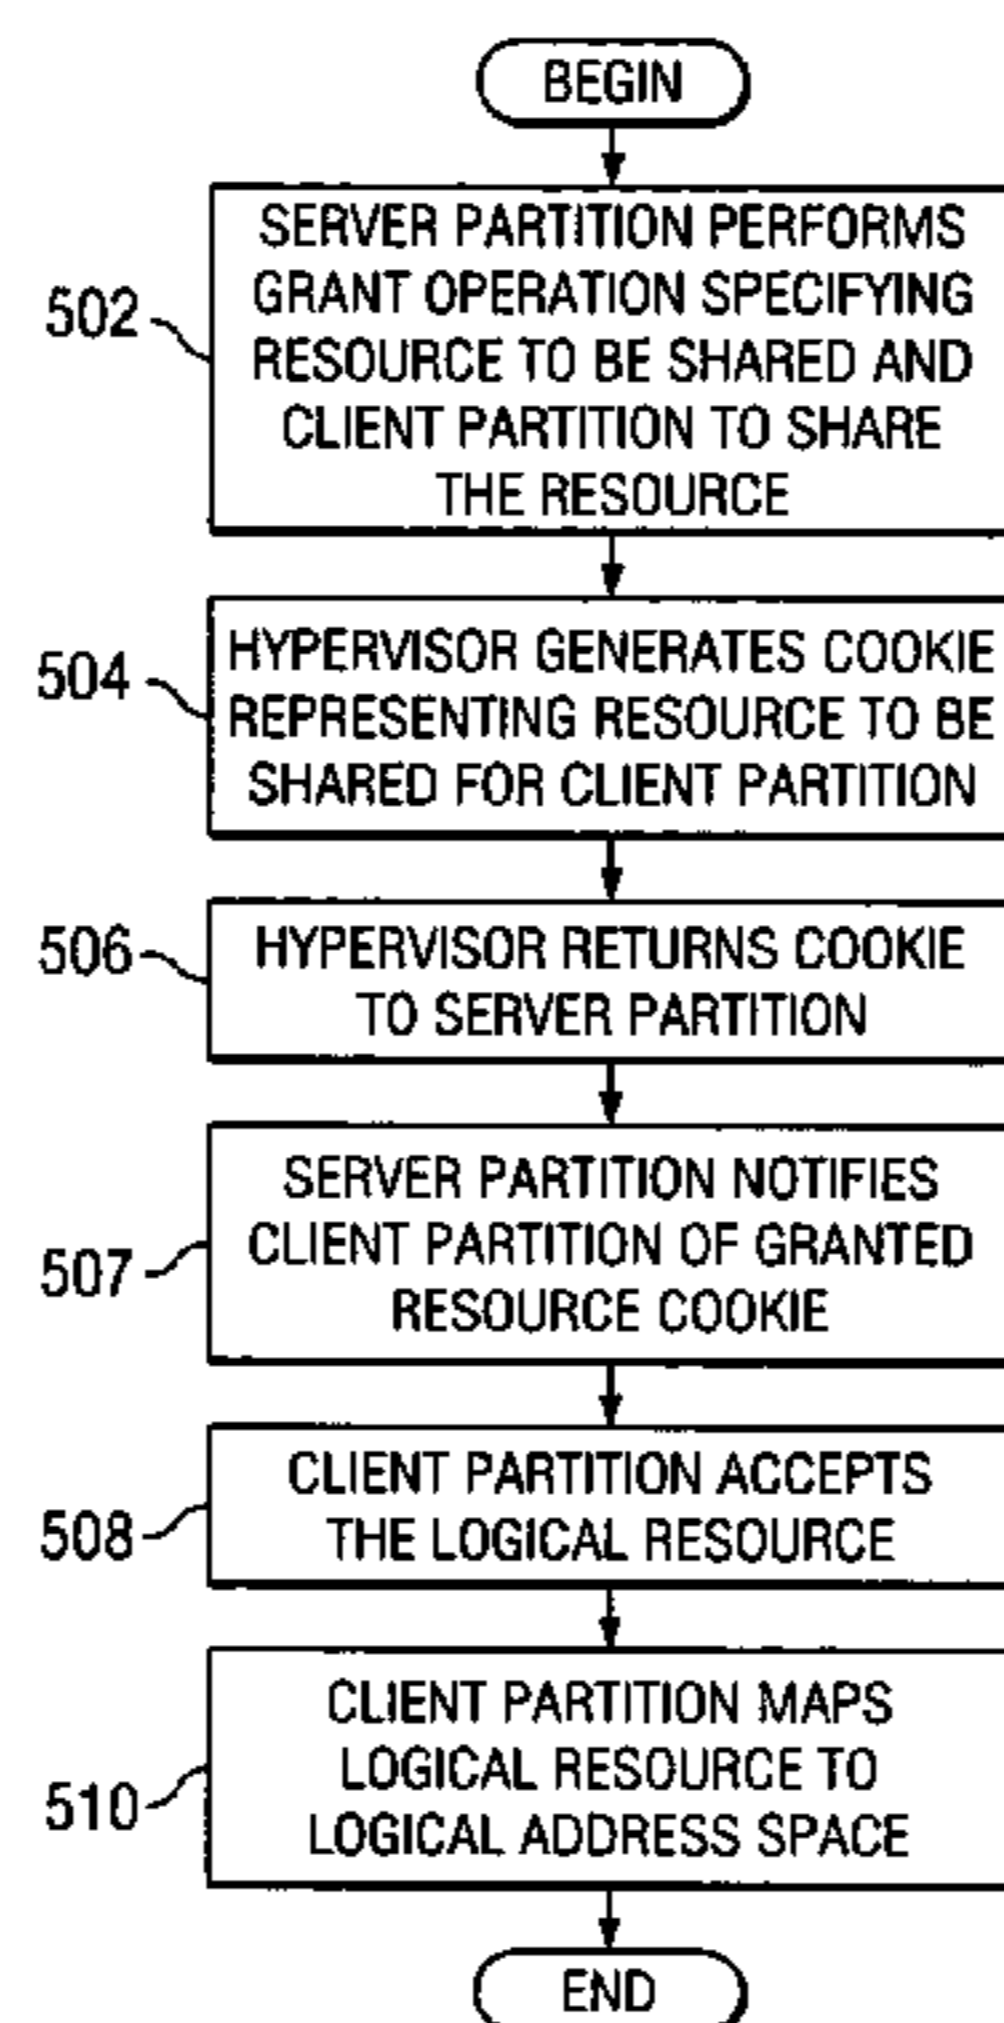 BEGIN
502
SERVER PARTITION PERFORMS
GRANT OPERATION SPECIFYING
RESOURCE TO BE SHARED AND
CLIENT PARTITION TO SHARE
THE RESOURCE
504
HYPERVISOR GENERATES COOKIE
REPRESENTING RESOURCE TO BE
SHARED FOR CLIENT PARTITION
506
HYPERVISOR RETURNS COOKIE
TO SERVER PARTITION
507
SERVER PARTITION NOTIFIES
CLIENT PARTITION OF GRANTED
RESOURCE COOKIE
508
CLIENT PARTITION ACCEPTS
THE LOGICAL RESOURCE
510
CLIENT PARTITION MAPS
LOGICAL RESOURCE TO
LOGICAL ADDRESS SPACE
END